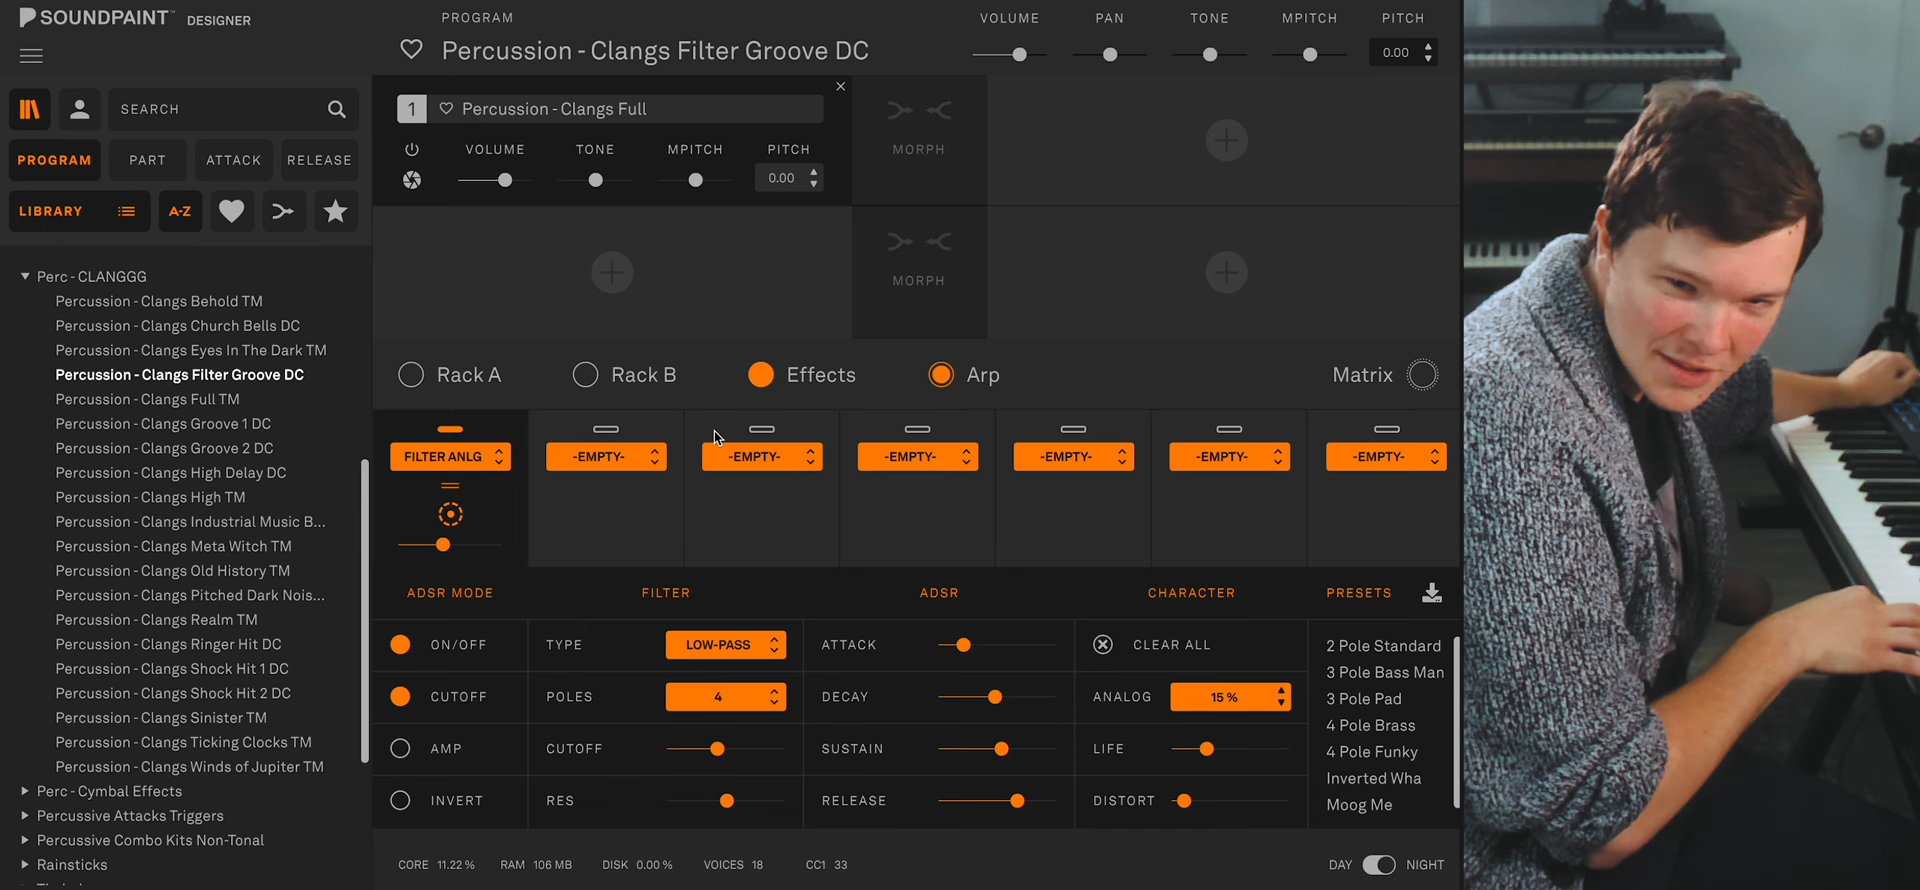 SOUNDPAINT™ DESIGNER
SEARCH
PROGRAM PART ATTACK RELEASE
LIBRARY A-Z
Perc - CLANGGG
Percussion - Clangs Behold TM
Percussion - Clangs Church Bells DC
Percussion - Clangs Eyes In The Dark TM
Percussion - Clangs Filter Groove DC
Percussion - Clangs Full TM
Percussion - Clangs Groove 1 DC
Percussion - Clangs Groove 2 DC
Percussion - Clangs High Delay DC
Percussion - Clangs High TM
Percussion - Clangs Industrial Music B...
Percussion - Clangs Meta Witch TM
Percussion - Clangs Old History TM
Percussion - Clangs Pitched Dark Nois...
Percussion - Clangs Realm TM
Percussion - Clangs Ringer Hit DC
Percussion - Clangs Shock Hit 1 DC
Percussion - Clangs Shock Hit 2 DC
Percussion - Clangs Sinister TM
Percussion - Clangs Ticking Clocks TM
Percussion - Clangs Winds of Jupiter TM
Perc - Cymbal Effects
Percussive Attacks Triggers
Percussive Combo Kits Non-Tonal
Rainsticks
PROGRAM
Percussion - Clangs Filter Groove DC
VOLUME PAN TONE MPITCH PITCH
0.00
1 Percussion - Clangs Full
VOLUME TONE MPITCH PITCH
0.00
MORPH
MORPH
Rack A Rack B Effects Arp Matrix
FILTER ANLG -EMPTY- -EMPTY- -EMPTY- -EMPTY- -EMPTY- -EMPTY-
ADSR MODE FILTER ADSR CHARACTER PRESETS
ON/OFF TYPE LOW-PASS ATTACK CLEAR ALL
CUTOFF POLES 4 DECAY ANALOG 15 %
AMP CUTOFF SUSTAIN LIFE
INVERT RES RELEASE DISTORT
2 Pole Standard
3 Pole Bass Man
3 Pole Pad
4 Pole Brass
4 Pole Funky
Inverted Wha
Moog Me
CORE 11.22 % RAM 106 MB DISK 0.00 % VOICES 18 CC1 33
DAY NIGHT